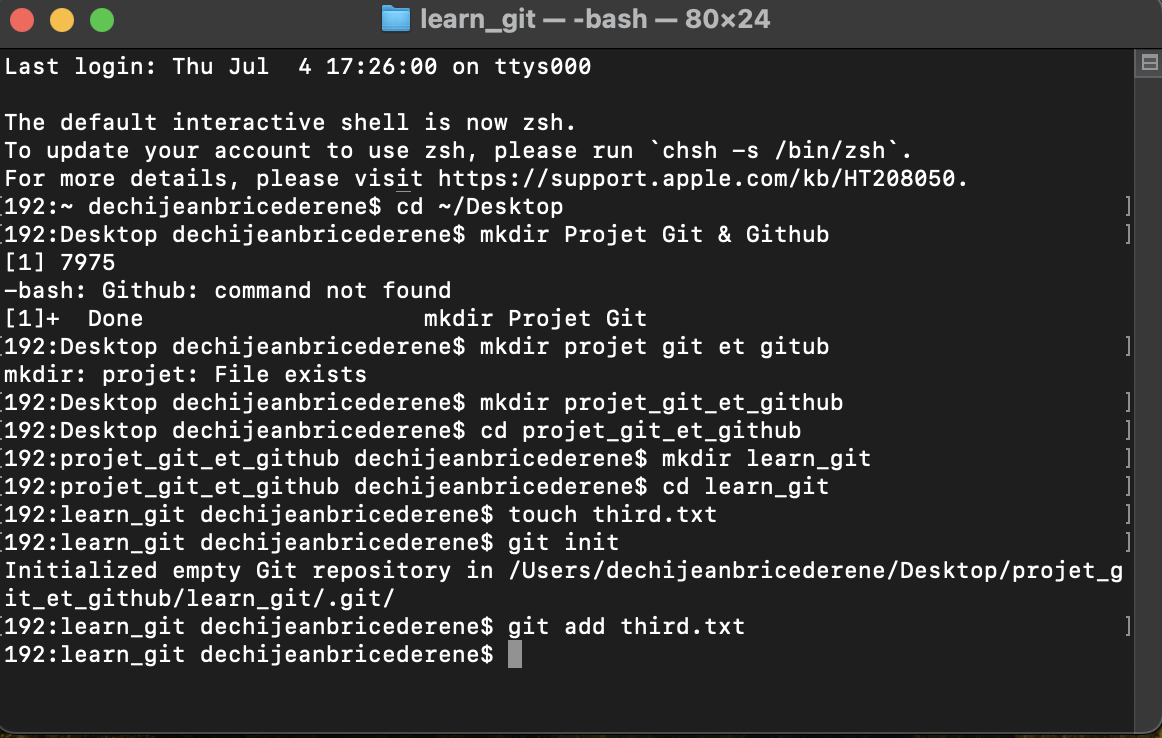 learn_git — -bash — 80×24
Last login: Thu Jul  4 17:26:00 on ttys000
The default interactive shell is now zsh.
To update your account to use zsh, please run `chsh -s /bin/zsh`.
For more details, please visit https://support.apple.com/kb/HT208050.
[192:~ dechijeanbricederene$ cd ~/Desktop ]
[192:Desktop dechijeanbricederene$ mkdir Projet Git & Github ]
[1] 7975
-bash: Github: command not found
[1]+  Done                    mkdir Projet Git
[192:Desktop dechijeanbricederene$ mkdir projet git et gitub ]
mkdir: projet: File exists
[192:Desktop dechijeanbricederene$ mkdir projet_git_et_github ]
[192:Desktop dechijeanbricederene$ cd projet_git_et_github ]
[192:projet_git_et_github dechijeanbricederene$ mkdir learn_git ]
[192:projet_git_et_github dechijeanbricederene$ cd learn_git ]
[192:learn_git dechijeanbricederene$ touch third.txt ]
[192:learn_git dechijeanbricederene$ git init ]
Initialized empty Git repository in /Users/dechijeanbricederene/Desktop/projet_g
it_et_github/learn_git/.git/
[192:learn_git dechijeanbricederene$ git add third.txt ]
192:learn_git dechijeanbricederene$